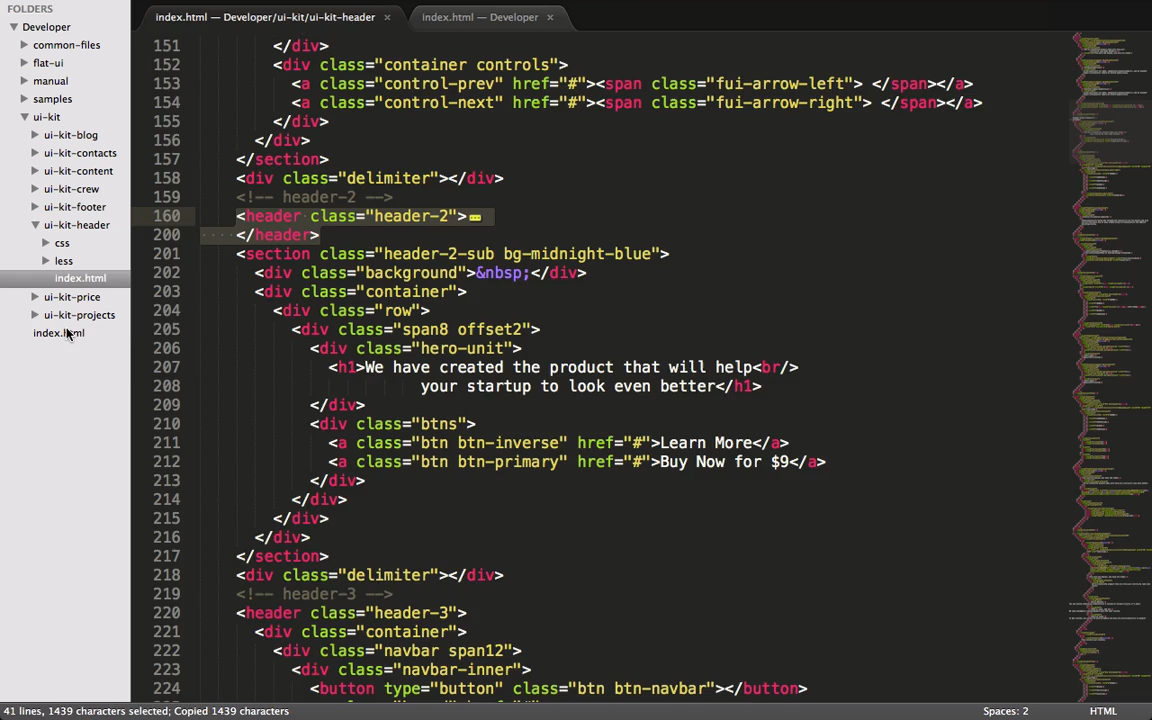 FOLDERS
Developer
common-files
flat-ui
manual
samples
ui-kit
ui-kit-blog
ui-kit-contacts
ui-kit-content
ui-kit-crew
ui-kit-footer
ui-kit-header
css
less
index.html
ui-kit-price
ui-kit-projects
index.html
index.html — Developer/ui-kit/ui-kit-header ×
index.html — Developer ×
151 </div>
152 <div class="container controls">
153 <a class="control-prev" href="#"><span class="fui-arrow-left"> </span></a>
154 <a class="control-next" href="#"><span class="fui-arrow-right"> </span></a>
155 </div>
156 </div>
157 </section>
158 <div class="delimiter"></div>
159 <!-- header-2 -->
160 <header class="header-2">
200 </header>
201 <section class="header-2-sub bg-midnight-blue">
202 <div class="background">&nbsp;</div>
203 <div class="container">
204 <div class="row">
205 <div class="span8 offset2">
206 <div class="hero-unit">
207 <h1>We have created the product that will help<br/>
208 your startup to look even better</h1>
209 </div>
210 <div class="btns">
211 <a class="btn btn-inverse" href="#">Learn More</a>
212 <a class="btn btn-primary" href="#">Buy Now for $9</a>
213 </div>
214 </div>
215 </div>
216 </div>
217 </section>
218 <div class="delimiter"></div>
219 <!-- header-3 -->
220 <header class="header-3">
221 <div class="container">
222 <div class="navbar span12">
223 <div class="navbar-inner">
224 <button type="button" class="btn btn-navbar"></button>
41 lines, 1439 characters selected; Copied 1439 characters
Spaces: 2
HTML